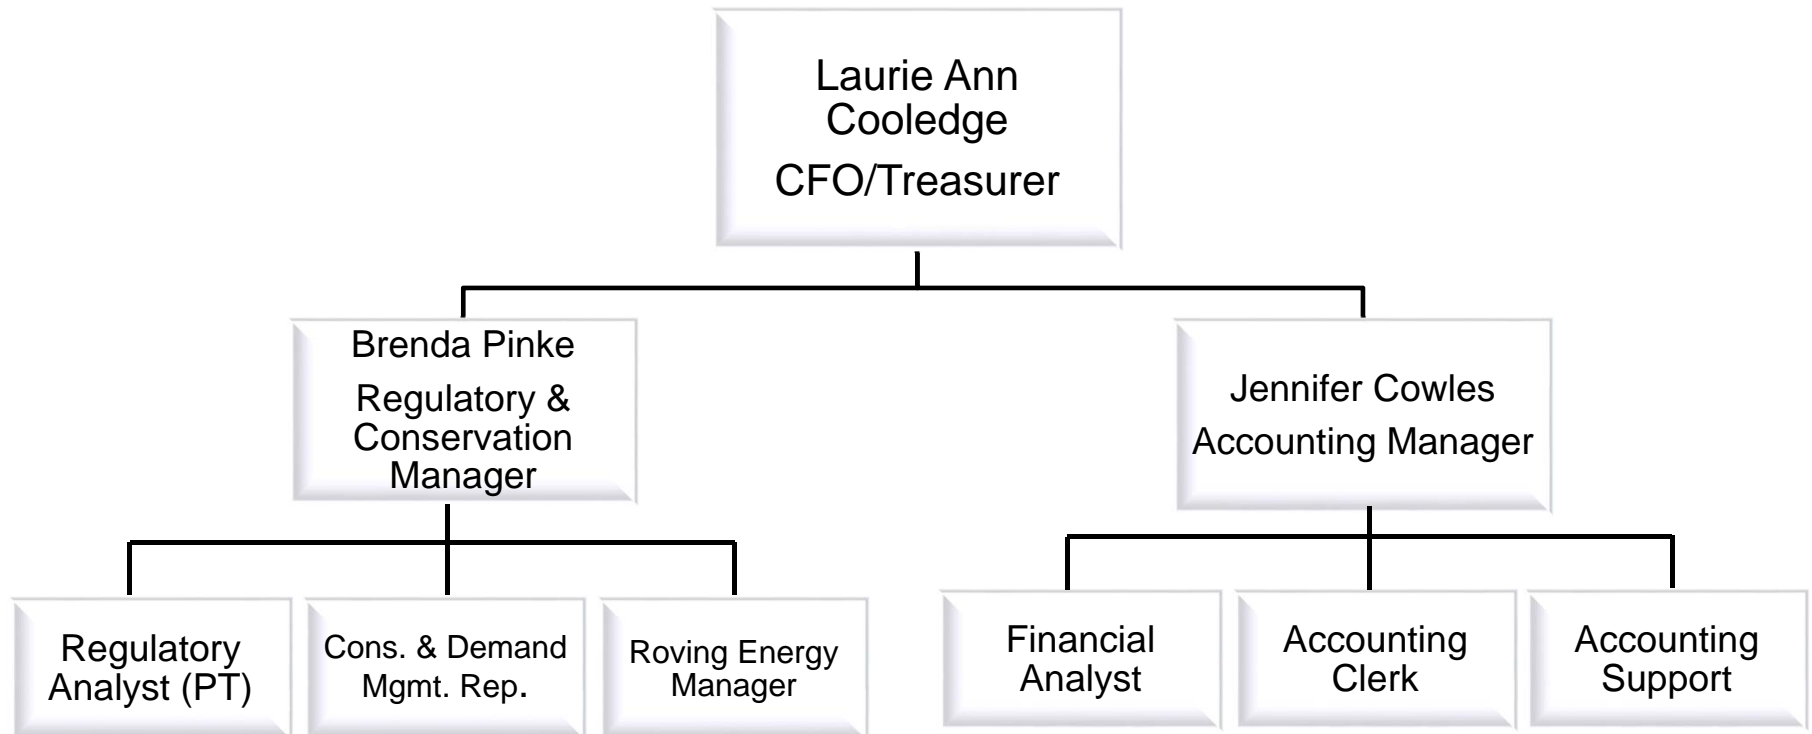 Laurie Ann
Cooledge
CFO/Treasurer
Brenda Pinke
Regulatory &
Conservation
Manager
Jennifer Cowles
Accounting Manager
Regulatory
Analyst (PT)
Cons. & Demand
Mgmt. Rep.
Roving Energy
Manager
Financial
Analyst
Accounting
Clerk
Accounting
Support